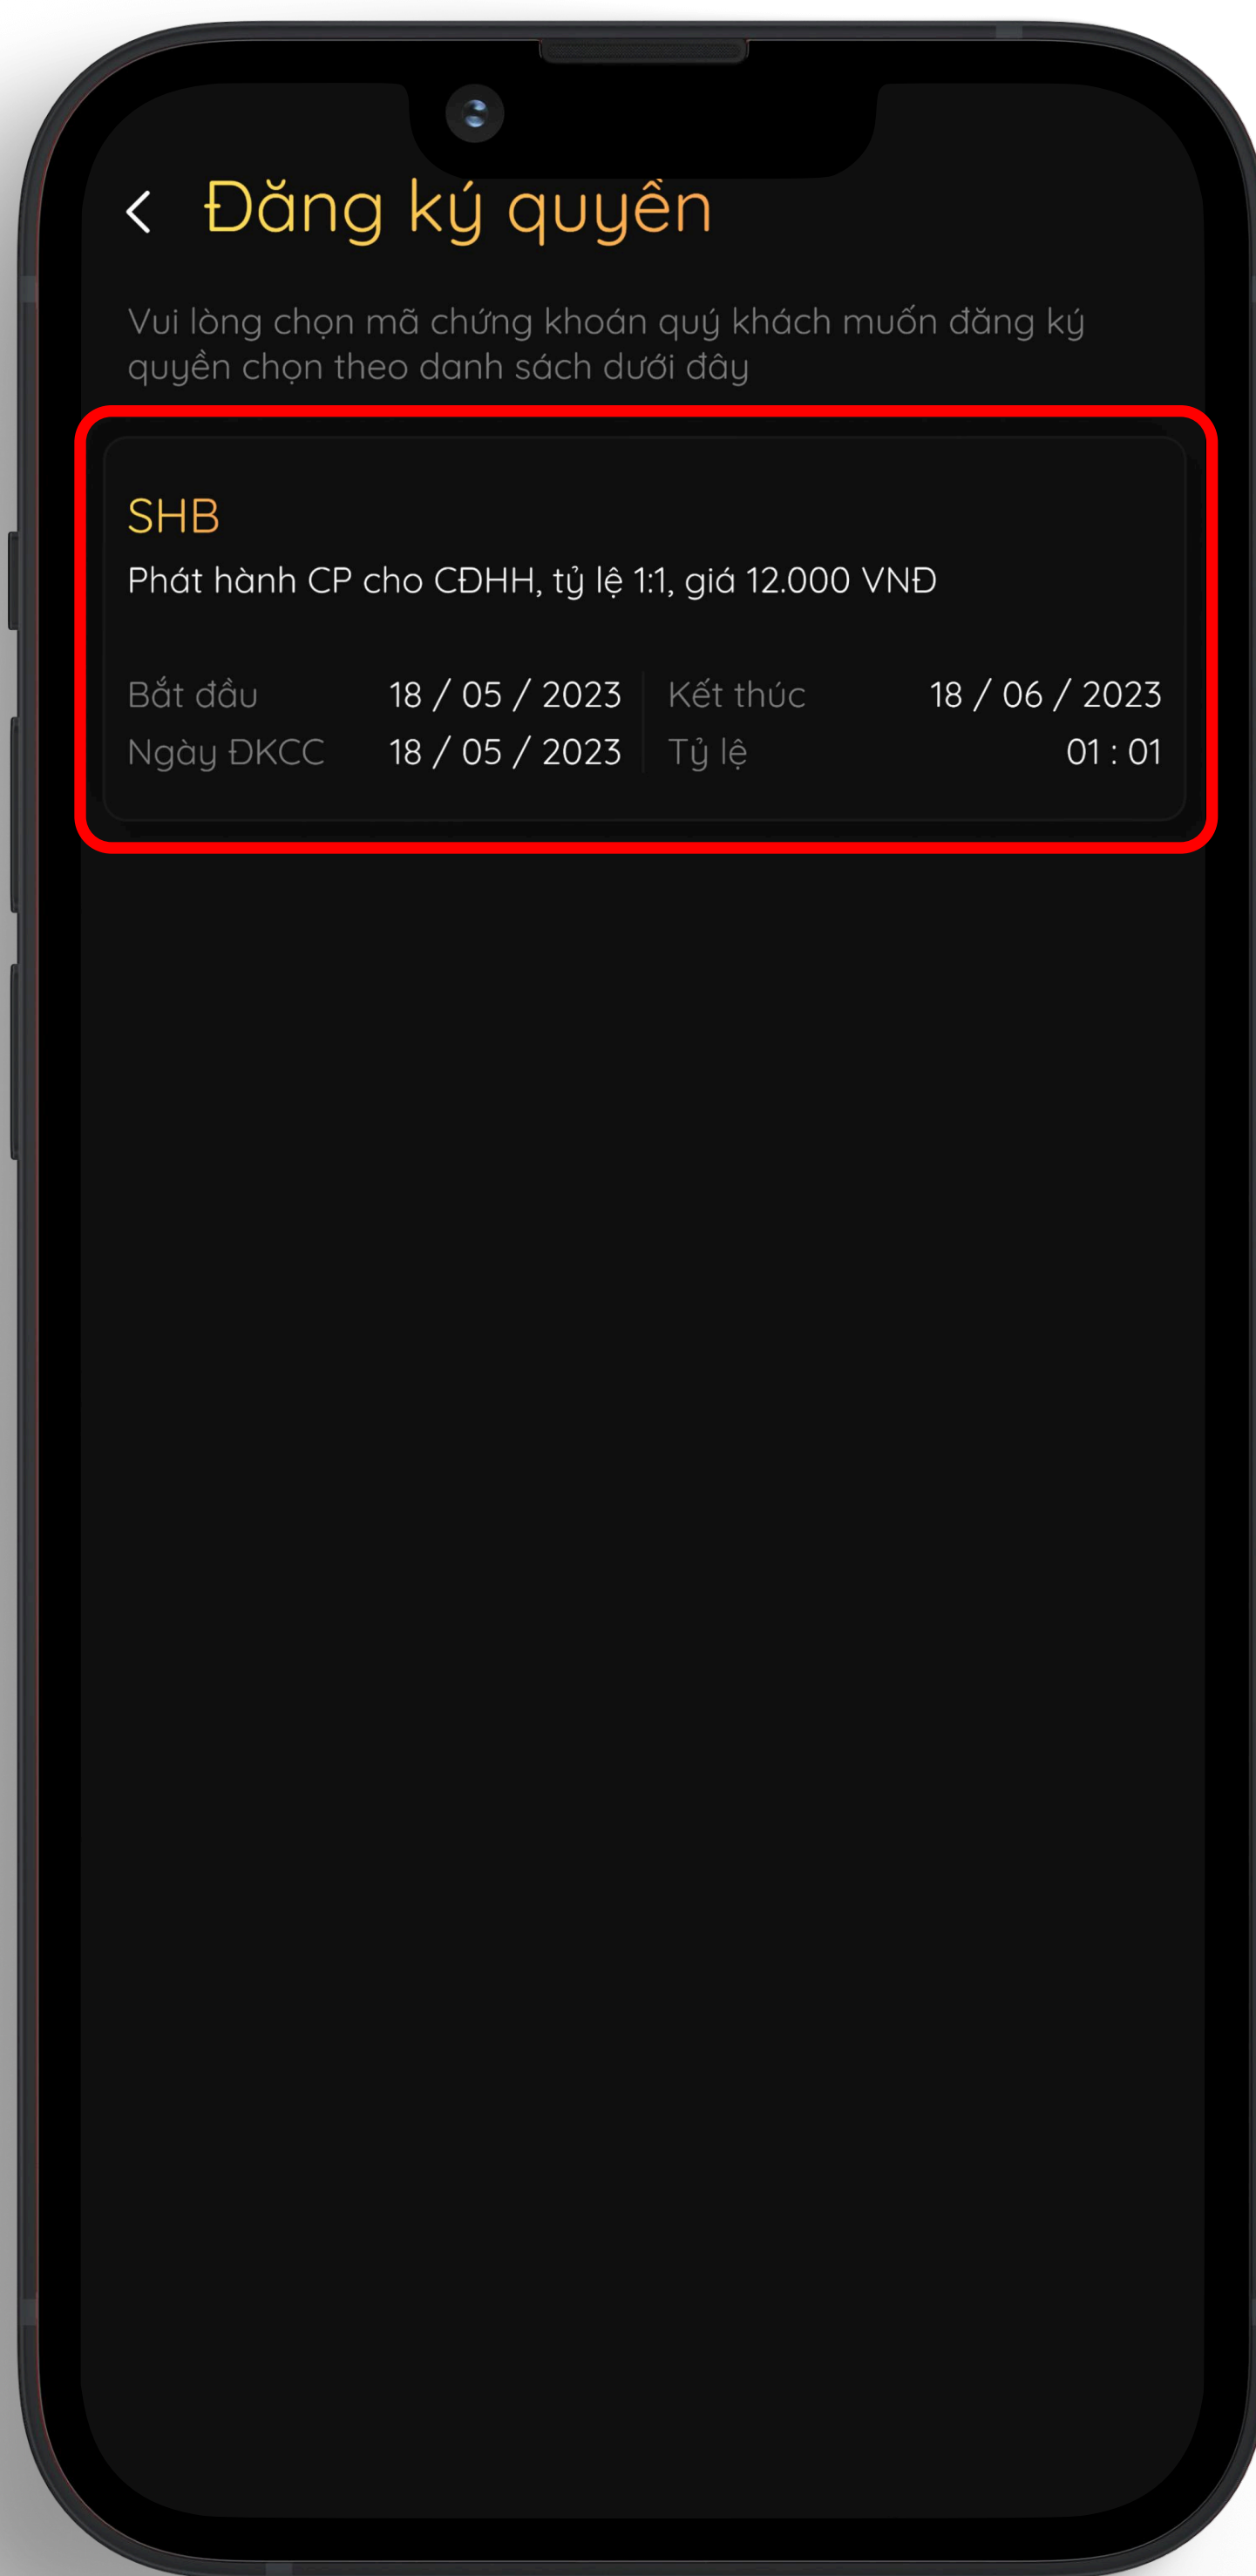 Đăng ký quyền
Vui lòng chọn mã chứng khoán quý khách muốn đăng ký
quyền chọn theo danh sách dưới đây
SHB
Phát hành CP cho CĐHH, tỷ lệ 1:1, giá 12.000 VNĐ
Bắt đầu 18 / 05 / 2023 Kết thúc 18 / 06 / 2023
Ngày ĐKCC 18 / 05 / 2023 Tỷ lệ 01 : 01